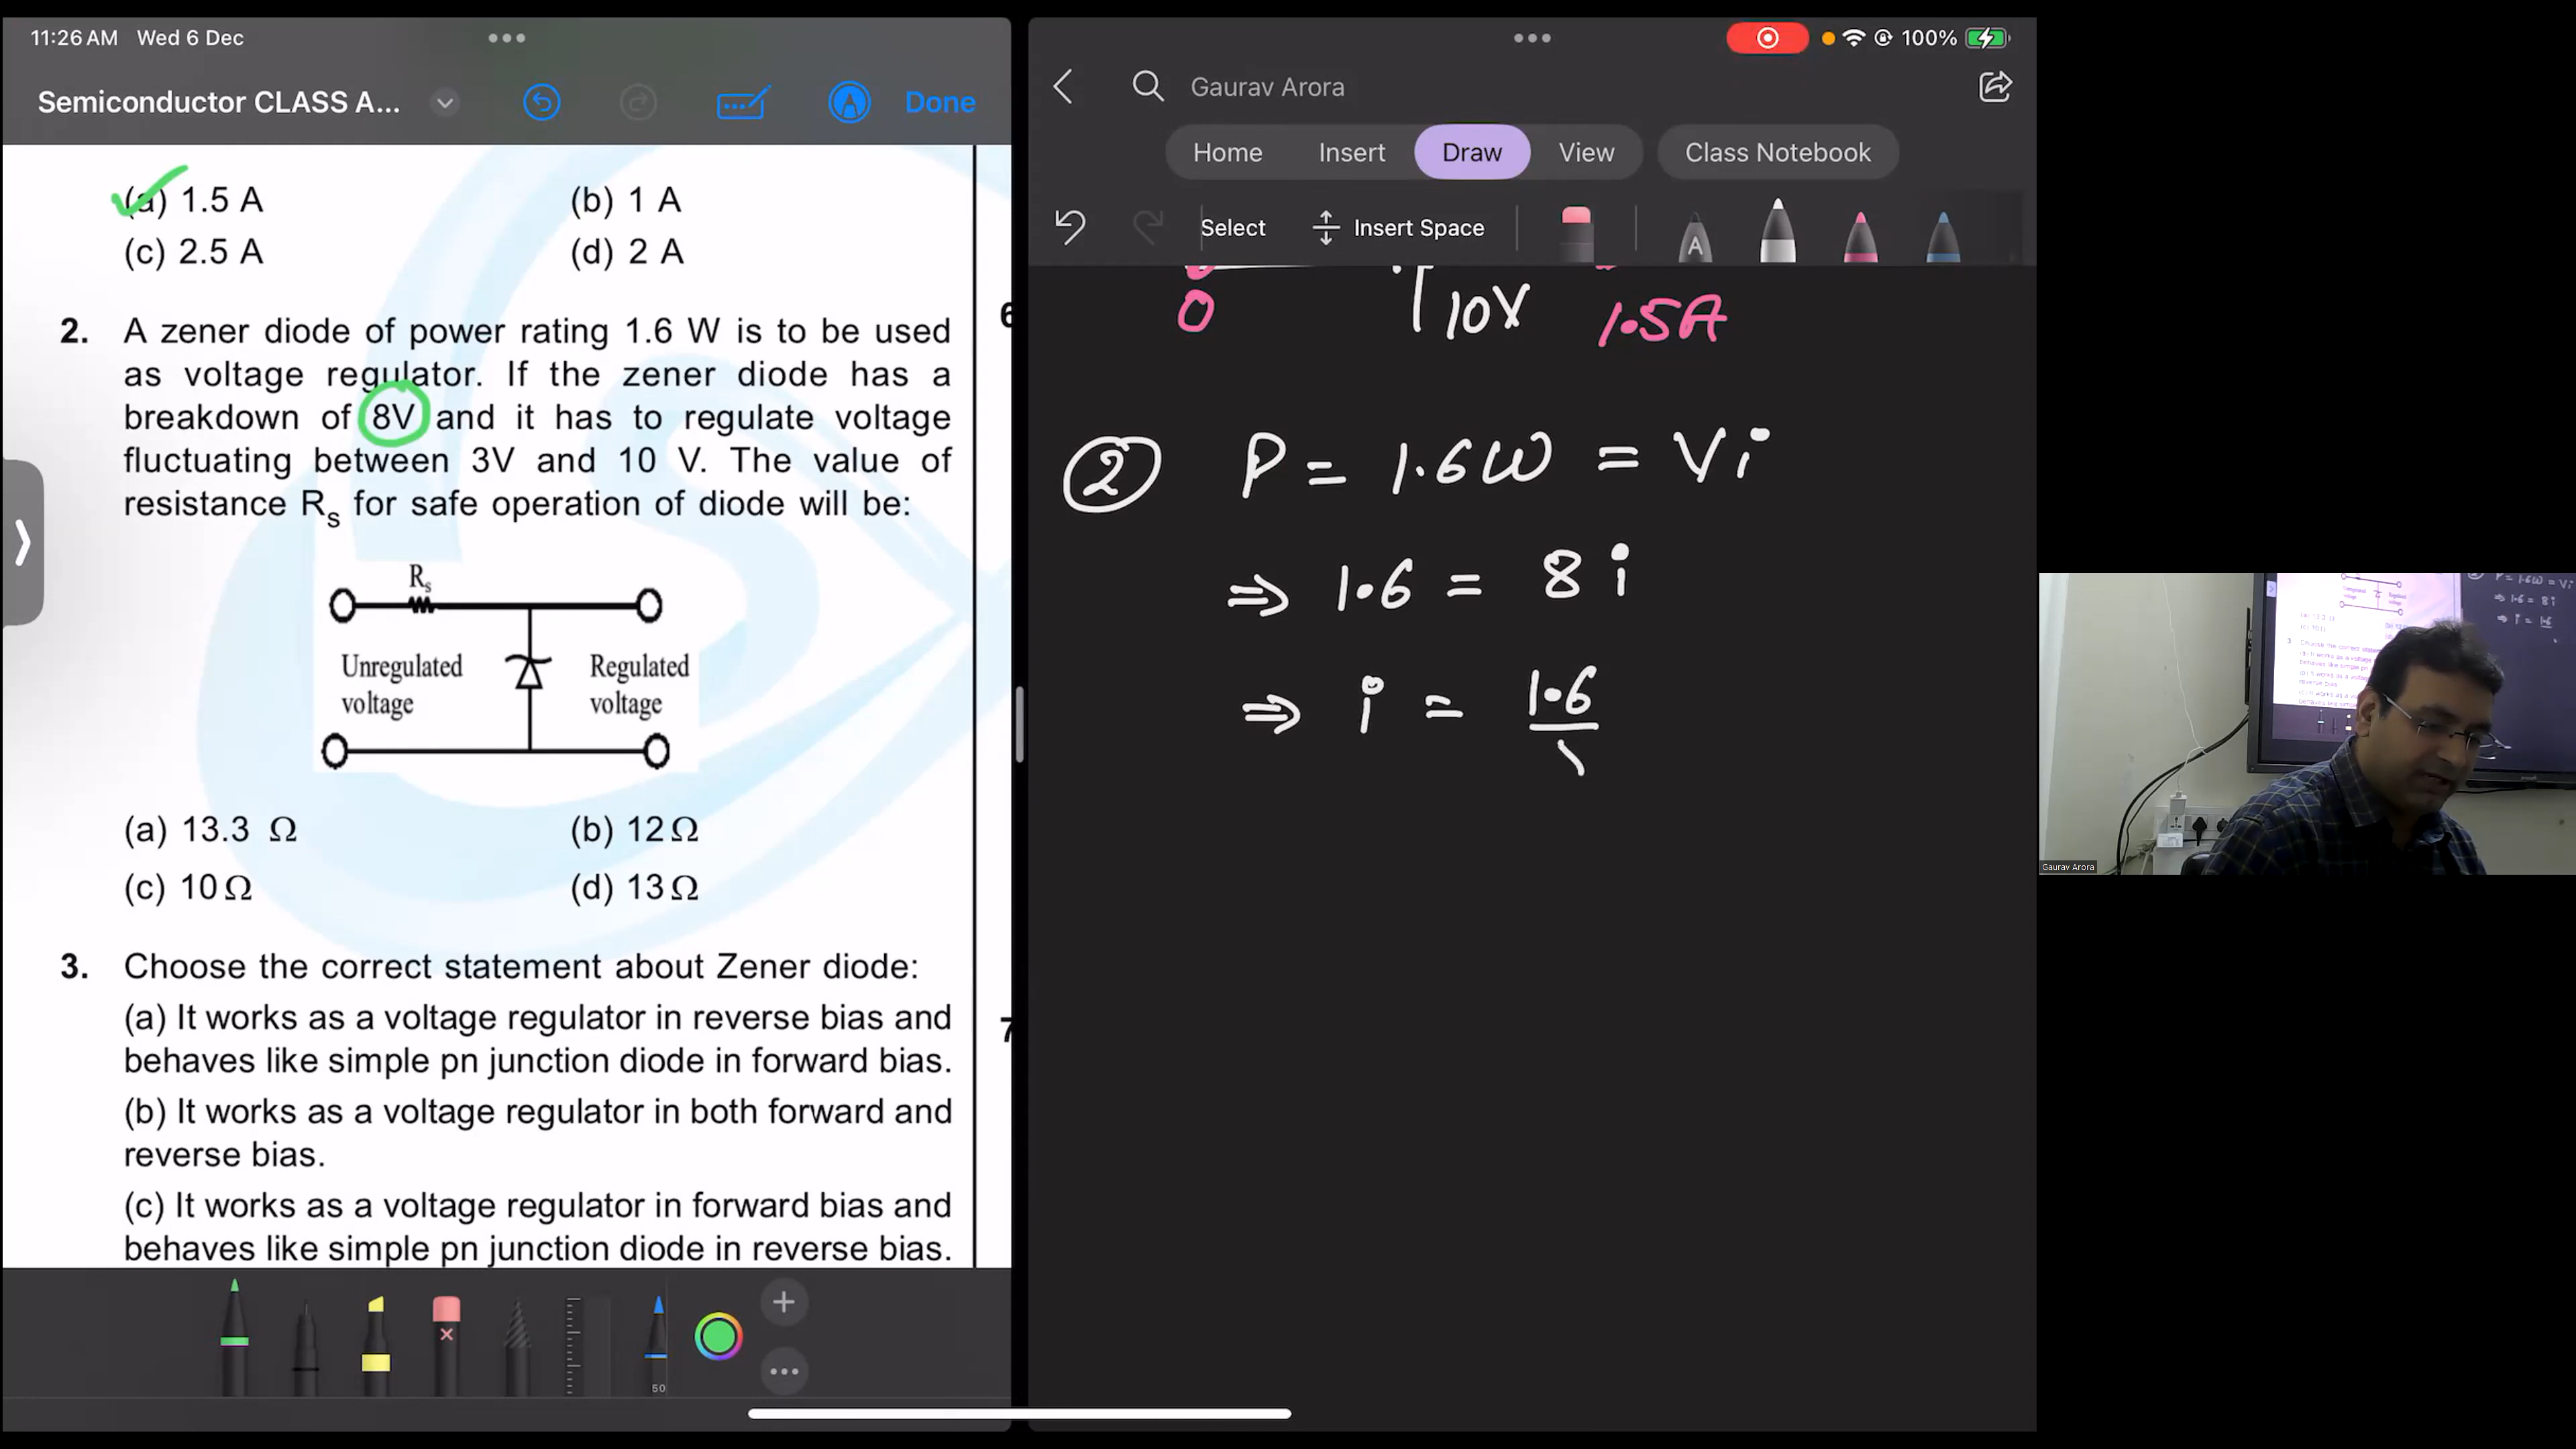 11:26 AM Wed 6 Dec
Semiconductor CLASS A...
Done
(a) 1.5 A (b) 1 A
(c) 2.5 A (d) 2 A
2. A zener diode of power rating 1.6 W is to be used
as voltage regulator. If the zener diode has a
breakdown of 8V and it has to regulate voltage
fluctuating between 3V and 10 V. The value of
resistance Rs for safe operation of diode will be:
Rs
Unregulated
voltage
Regulated
voltage
(a) 13.3 Ω (b) 12 Ω
(c) 10 Ω (d) 13 Ω
3. Choose the correct statement about Zener diode:
(a) It works as a voltage regulator in reverse bias and
behaves like simple pn junction diode in forward bias.
(b) It works as a voltage regulator in both forward and
reverse bias.
(c) It works as a voltage regulator in forward bias and
behaves like simple pn junction diode in reverse bias.
6
7
50
100%
Gaurav Arora
Home Insert Draw View Class Notebook
Select Insert Space
A
0 10V 1.5A
2 P = 1.6W = Vi
⇒ 1.6 = 8 i
⇒ i = 1.6
Gaurav Arora